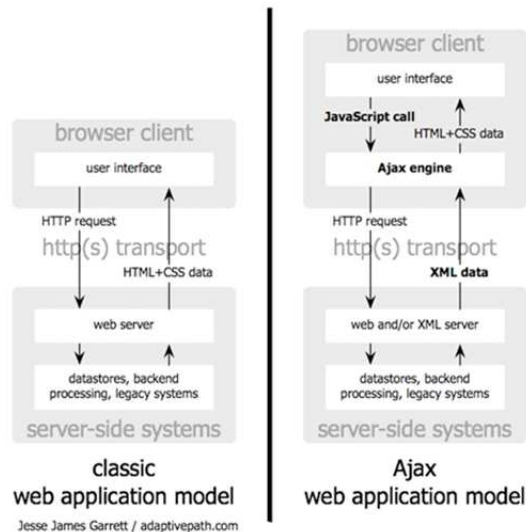 browser client
user interface
HTTP request
http(s) transport
HTML+CSS data
web server
datastores, backend
processing, legacy systems
server-side systems
classic
web application model
Jesse James Garrett / adaptivepath.com
browser client
user interface
JavaScript call
HTML+CSS data
Ajax engine
HTTP request
http(s) transport
XML data
web and/or XML server
datastores, backend
processing, legacy systems
server-side systems
Ajax
web application model